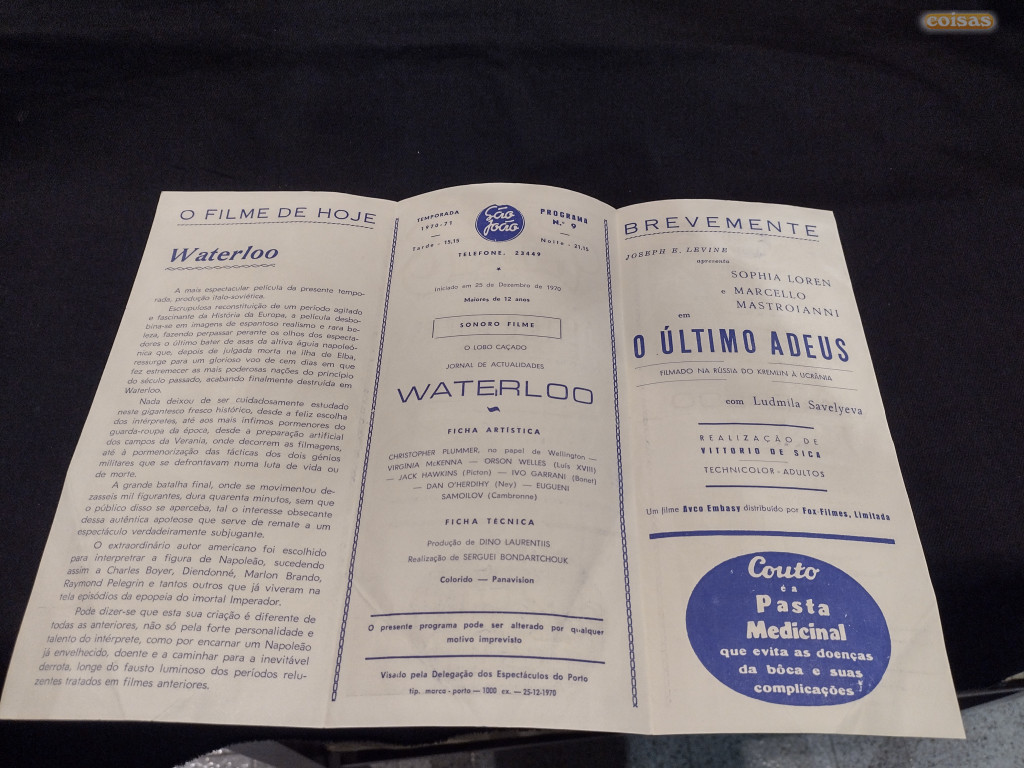 coisas
O FILME DE HOJE
Waterloo
A mais espectacular película da presente tempo-
rada, produção italo-soviética.
Escrupulosa reconstituição de um período agitado
e fascinante da História da Europa, a película desbo-
bina-se em imagens de espantoso realismo e rara be-
leza, fazendo perpassar perante os olhos dos especta-
dores o último bater de asas da altiva águia napoleó-
nica que, depois de julgada morta na ilha de Elba,
ressurge para um glorioso voo de cem dias em que
fez estremecer as mais poderosas nações do princípio
do século passado, acabando finalmente destruída em
Waterloo.
Nada deixou de ser cuidadosamente estudado
neste gigantesco fresco histórico, desde a feliz escolha
dos intérpretes, até aos mais ínfimos pormenores do
guarda-roupa da época, desde a preparação artificial
dos campos da Verania, onde decorrem as filmagens,
até à pormenorização das tácticas dos dois génios
militares que se defrontavam numa luta de vida ou
de morte.
A grande batalha final, onde se movimentou de-
zasseis mil figurantes, dura quarenta minutos, sem que
o público disso se aperceba, tal o interesse obsecante
dessa autêntica apoteose que serve de remate a um
espectáculo verdadeiramente subjugante.
O extraordinário autor americano foi escolhido
para interpretrar a figura de Napoleão, sucedendo
assim a Charles Boyer, Diendonné, Marlon Brando,
Raymond Pelegrin e tantos outros que já viveram na
tela episódios da epopeia do imortal Imperador.
Pode dizer-se que esta sua criação é diferente de
todas as anteriores, não só pela forte personalidade e
talento do intérprete, como por encarnar um Napoleão
já envelhecido, doente e a caminhar para a inevitável
derrota, longe do fausto luminoso dos períodos relu-
zentes tratados em filmes anteriores.
TEMPORADA
1970-71
Tarde - 15,15
São
João
PROGRAMA
N.º 9
Noite - 21,15
TELEFONE, 23449
Iniciado em 25 de Dezembro de 1970
Maiores de 12 anos
SONORO FILME
O LOBO CAÇADO
JORNAL DE ACTUALIDADES
WATERLOO
FICHA ARTÍSTICA
CHRISTOPHER PLUMMER, no papel de Wellington —
VIRGÍNIA McKENNA — ORSON WELLES (Luís XVIII)
— JACK HAWKINS (Picton) — IVO GARRANI (Bonet)
— DAN O'HERDIHY (Ney) — EUGUENI
SAMOILOV (Cambronne)
FICHA TÉCNICA
Produção de DINO LAURENTIIS
Realização de SERGUEI BONDARTCHOUK
Colorido — Panavision
O presente programa pode ser alterado por qualquer
motivo imprevisto
Visado pela Delegação dos Espectáculos do Porto
tip. marca - porto — 1000 ex. — 25-12-1970
BREVEMENTE
JOSEPH E. LEVINE
apresenta
SOPHIA LOREN
e MARCELLO
MASTROIANNI
em
O ÚLTIMO ADEUS
FILMADO NA RÚSSIA DO KREMLIN À UCRÂNIA
com Ludmila Savelyeva
REALIZAÇÃO DE
VITTORIO DE SICA
TECHNICOLOR - ADULTOS
Um filme Avco Embasy distribuído por Fox-Filmes, Limitada
Couto
é a
Pasta
Medicinal
que evita as doenças
da bôca e suas
complicações!